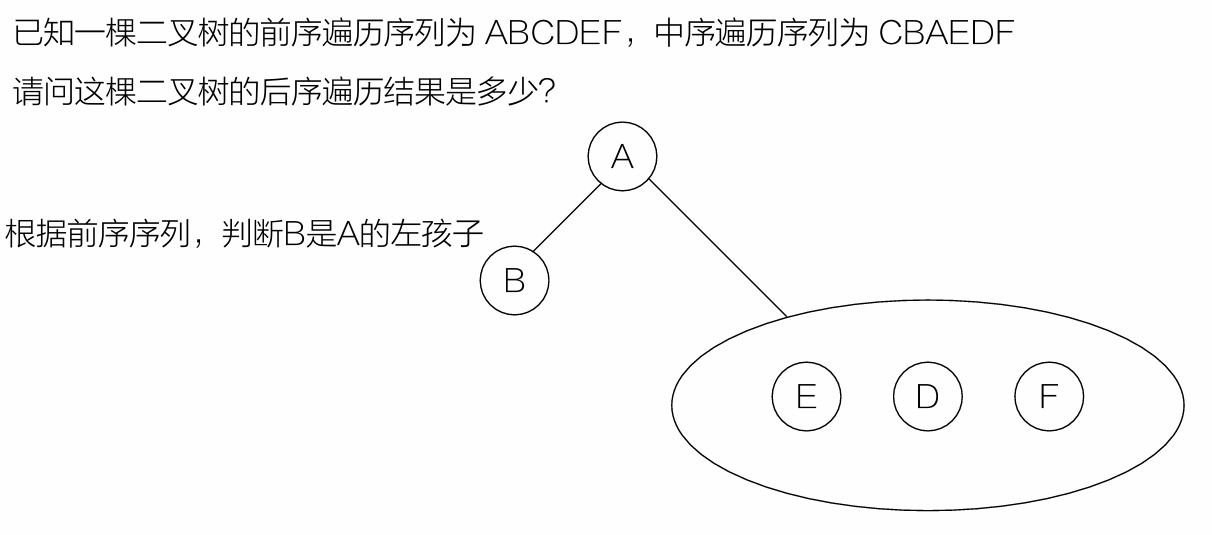 已知一棵二叉树的前序遍历序列为 ABCDEF，中序遍历序列为 CBAEDF
请问这棵二叉树的后序遍历结果是多少？
A
根据前序序列，判断B是A的左孩子
B
E D F